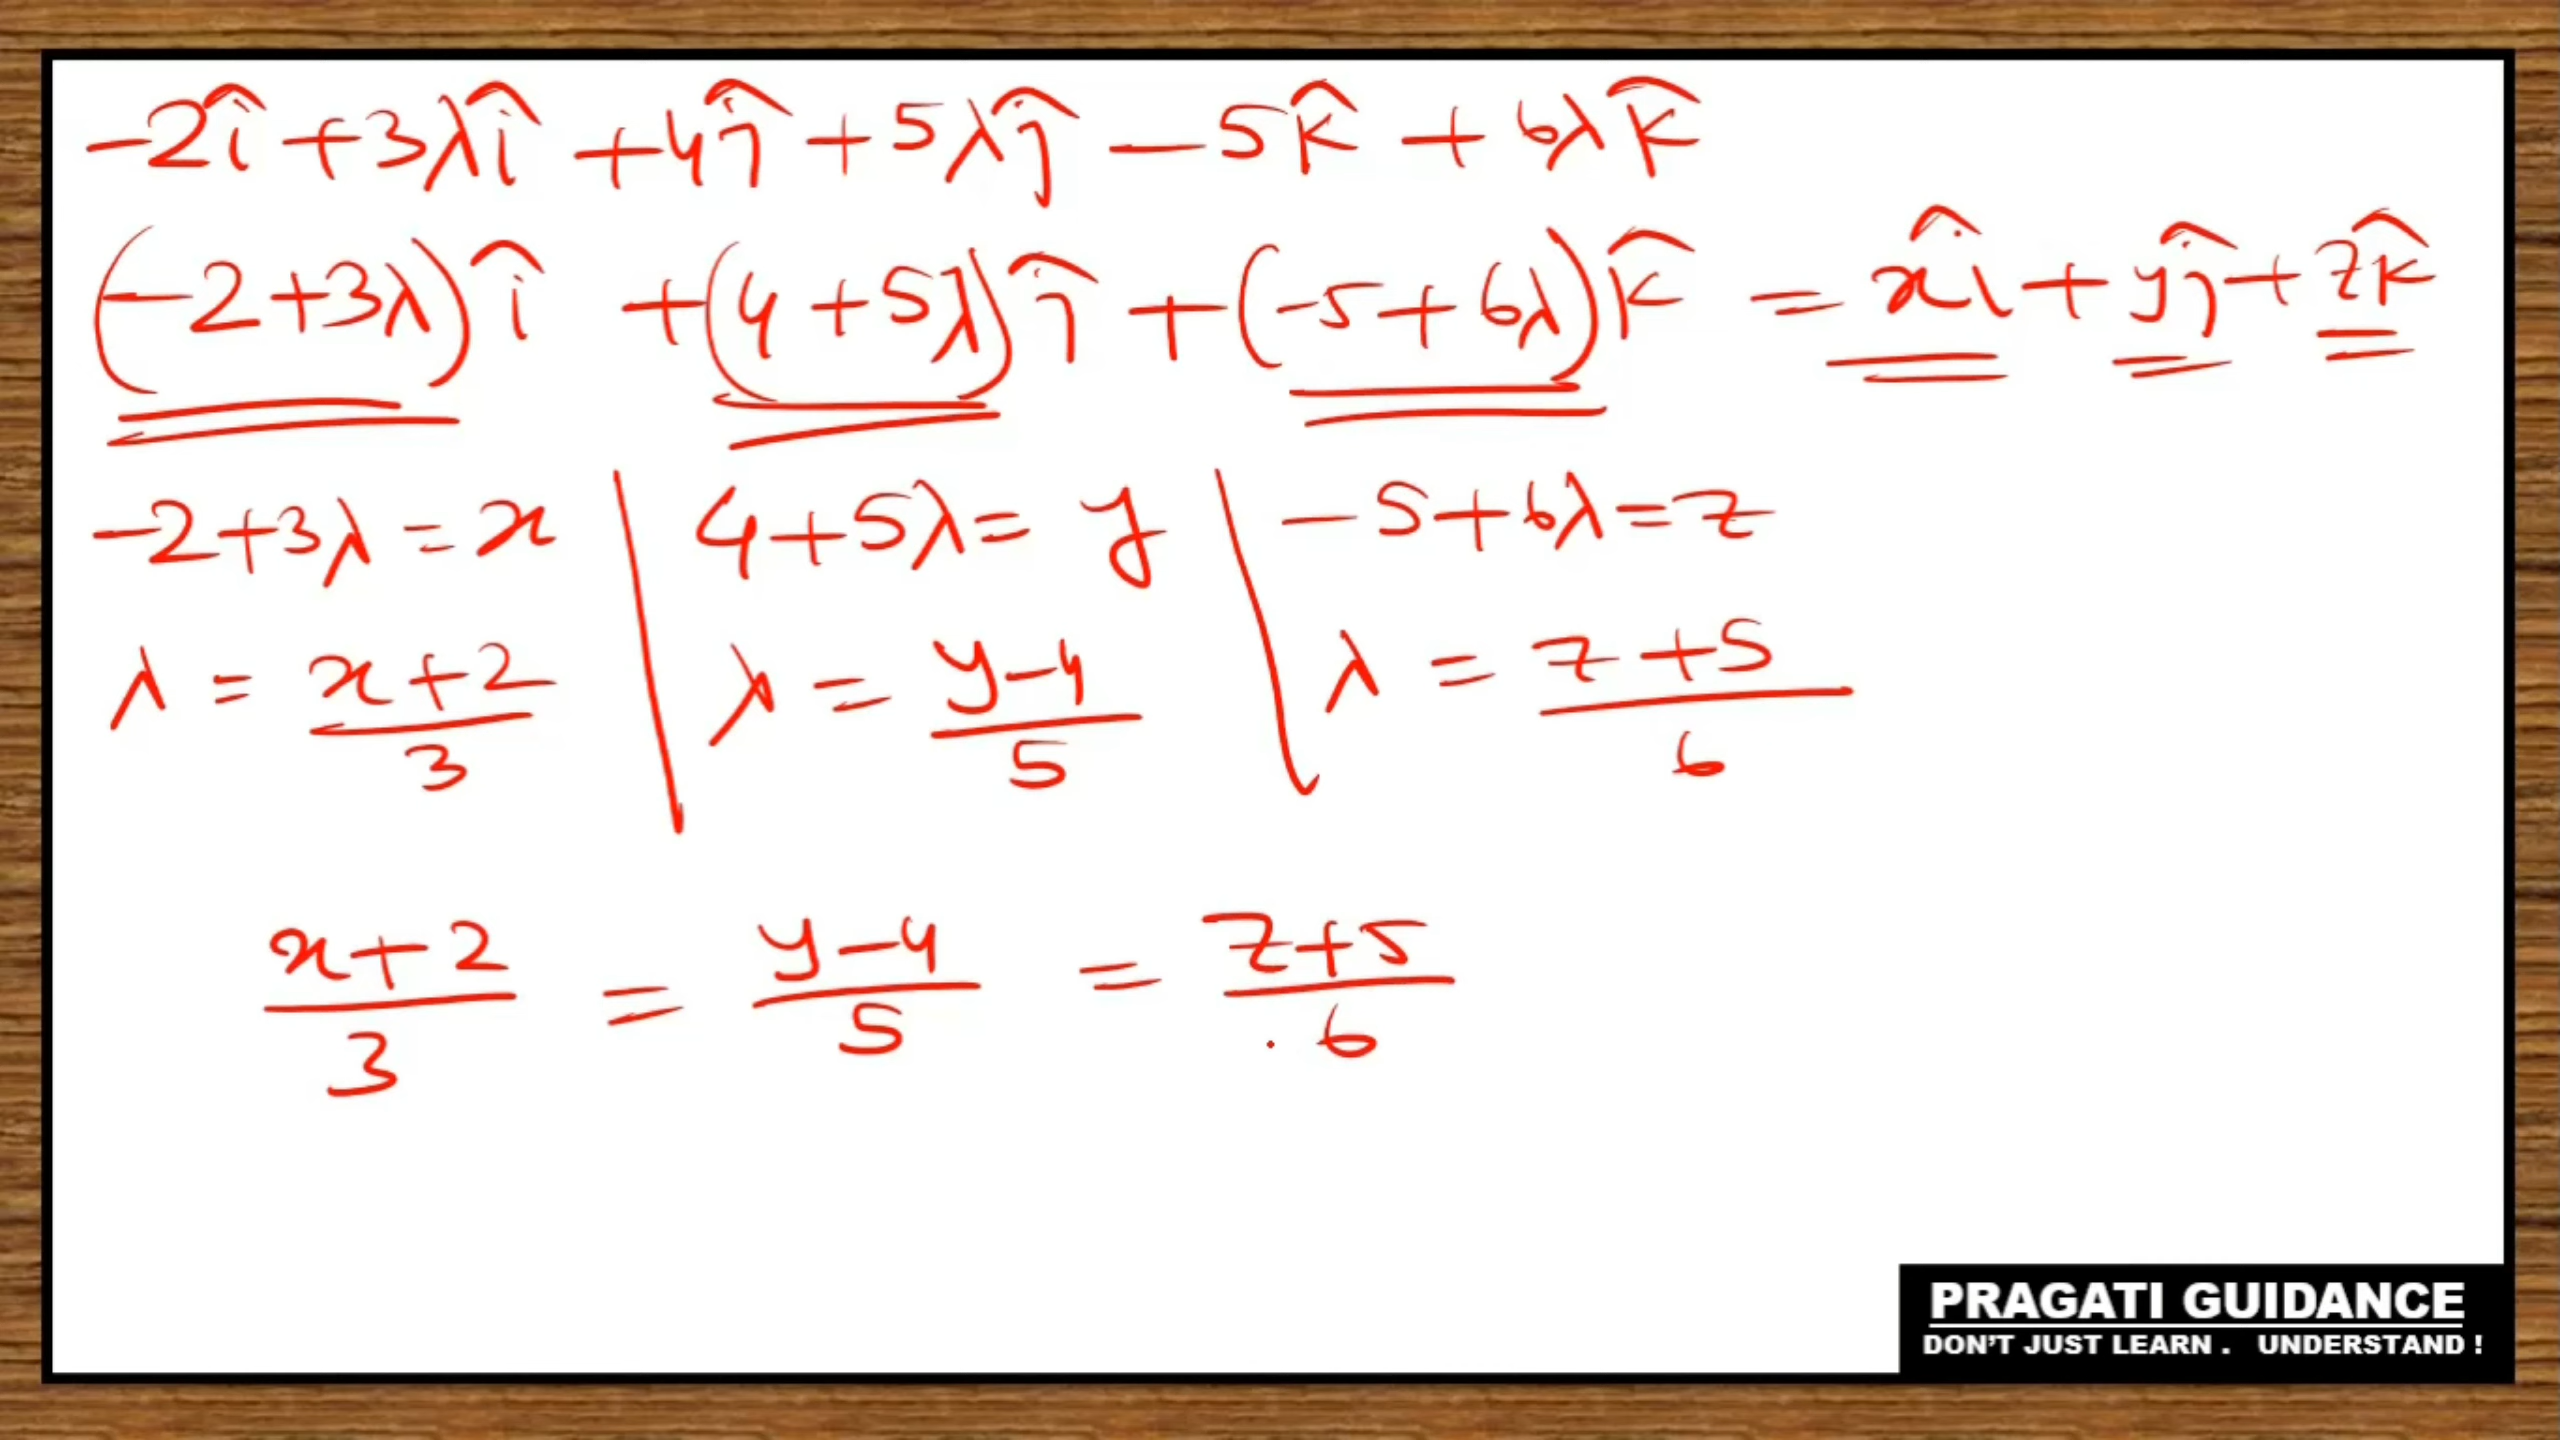 -2î + 3λî + 4ĵ + 5λĵ - 5k̂ + 6λk̂
(-2+3λ)î + (4+5λ)ĵ + (-5+6λ)k̂ = xî + yĵ + zk̂
-2+3λ = x | 4+5λ = y | -5+6λ = z
λ = (x+2)/3 | λ = (y-4)/5 | λ = (z+5)/6
(x+2)/3 = (y-4)/5 = (z+5)/6
PRAGATI GUIDANCE
DON'T JUST LEARN . UNDERSTAND !